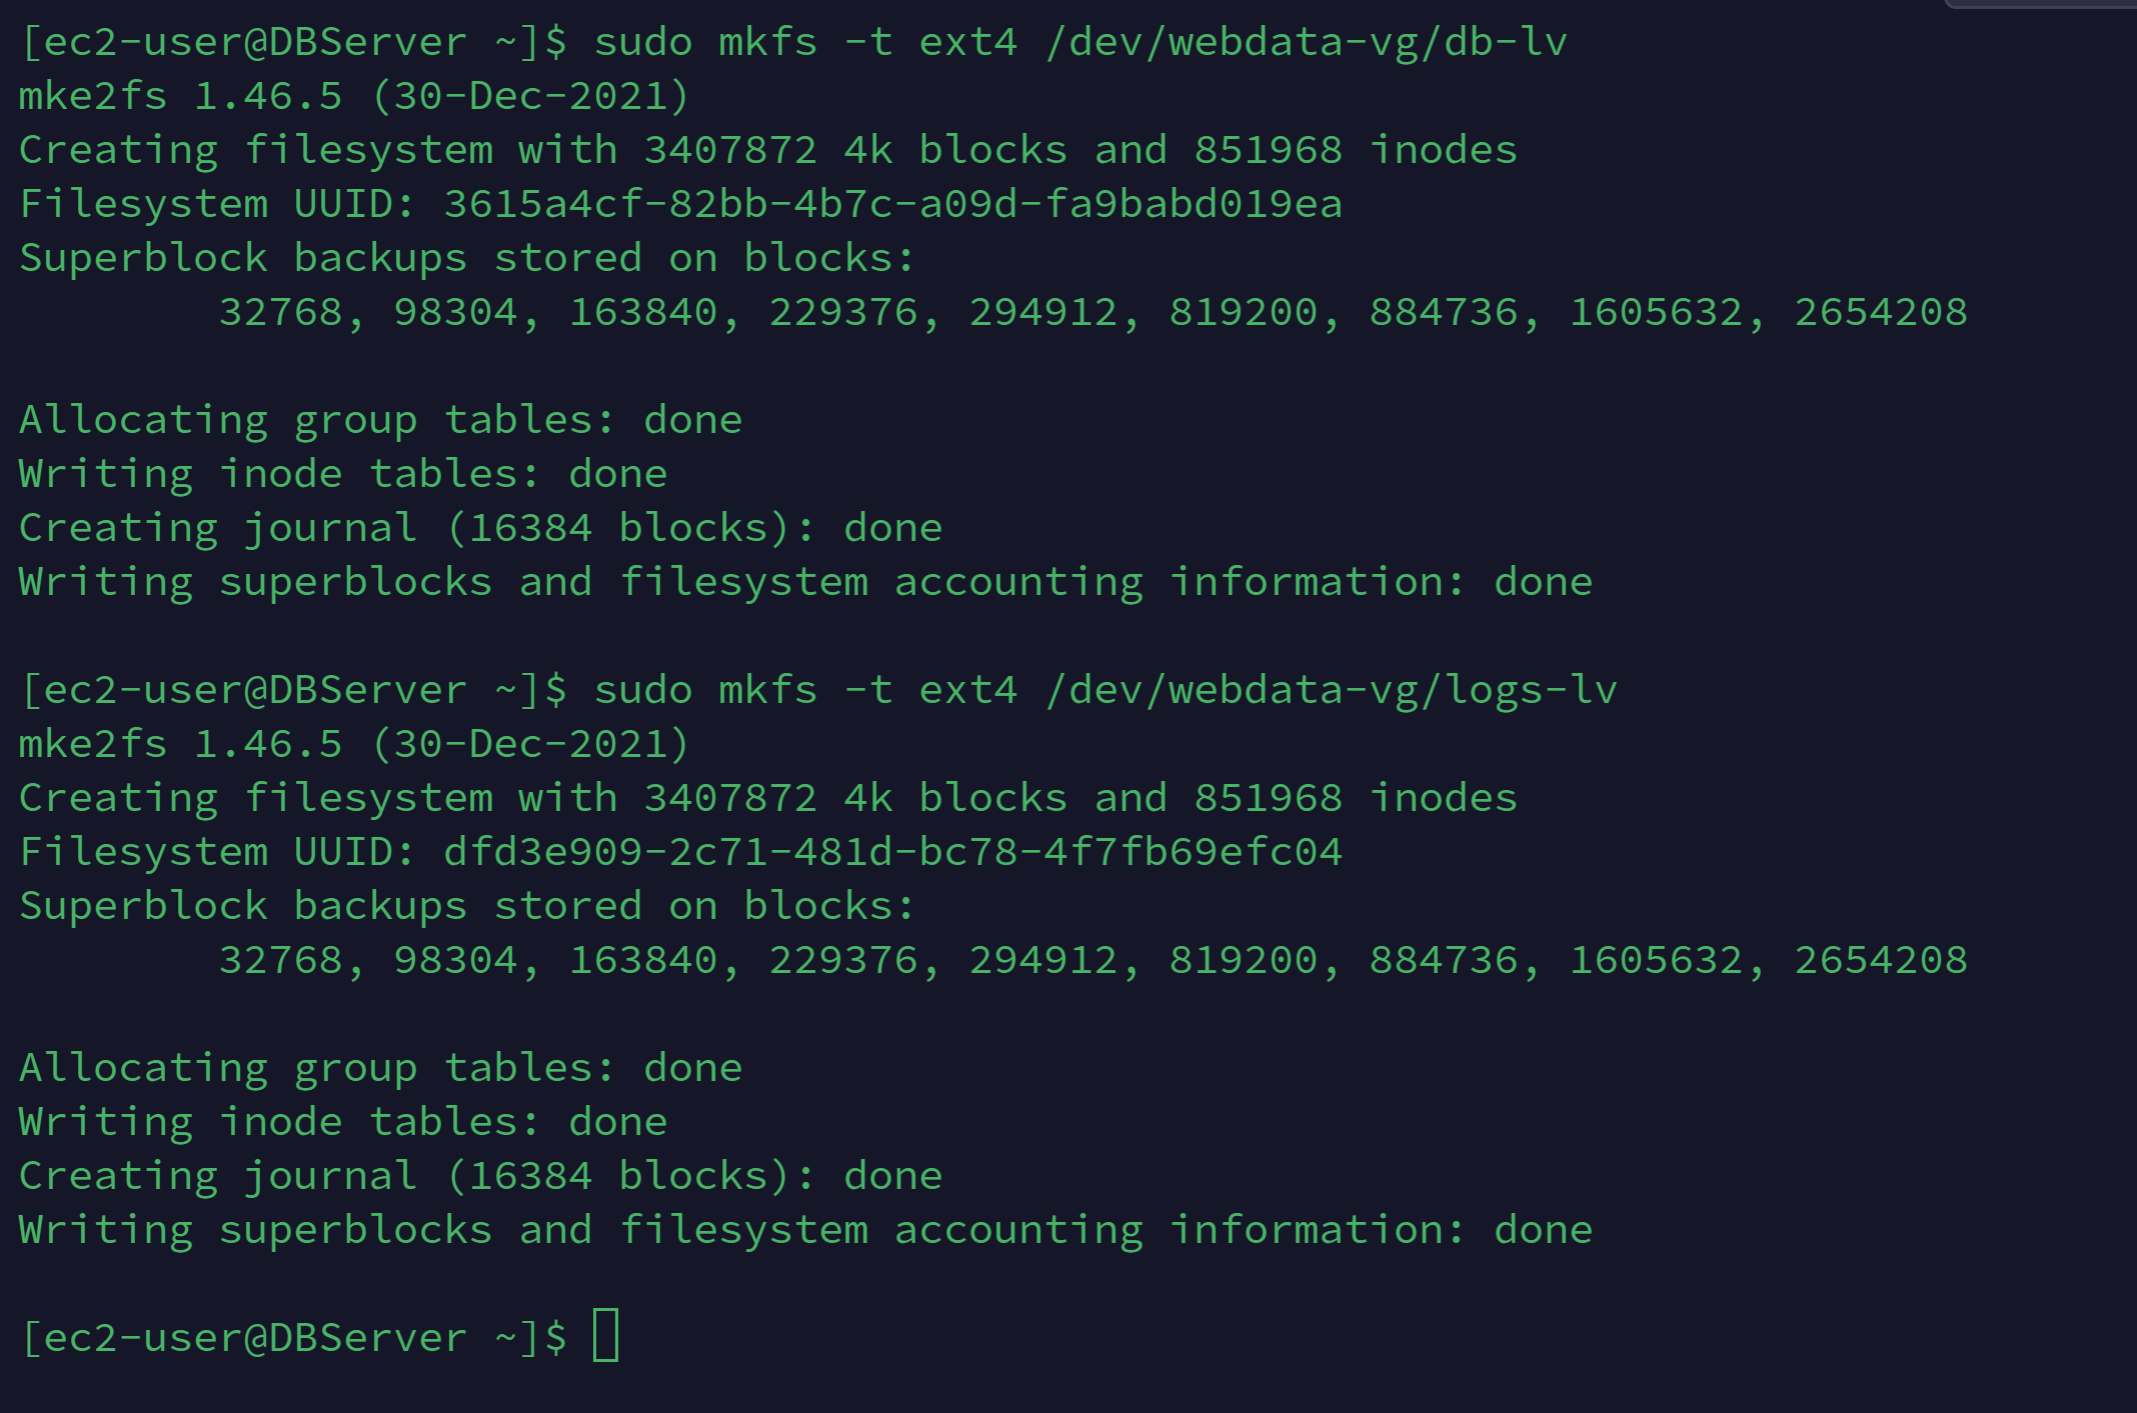 [ec2-user@DBServer ~]$ sudo mkfs -t ext4 /dev/webdata-vg/db-lv
mke2fs 1.46.5 (30-Dec-2021)
Creating filesystem with 3407872 4k blocks and 851968 inodes
Filesystem UUID: 3615a4cf-82bb-4b7c-a09d-fa9babd019ea
Superblock backups stored on blocks:
        32768, 98304, 163840, 229376, 294912, 819200, 884736, 1605632, 2654208

Allocating group tables: done
Writing inode tables: done
Creating journal (16384 blocks): done
Writing superblocks and filesystem accounting information: done

[ec2-user@DBServer ~]$ sudo mkfs -t ext4 /dev/webdata-vg/logs-lv
mke2fs 1.46.5 (30-Dec-2021)
Creating filesystem with 3407872 4k blocks and 851968 inodes
Filesystem UUID: dfd3e909-2c71-481d-bc78-4f7fb69efc04
Superblock backups stored on blocks:
        32768, 98304, 163840, 229376, 294912, 819200, 884736, 1605632, 2654208

Allocating group tables: done
Writing inode tables: done
Creating journal (16384 blocks): done
Writing superblocks and filesystem accounting information: done

[ec2-user@DBServer ~]$